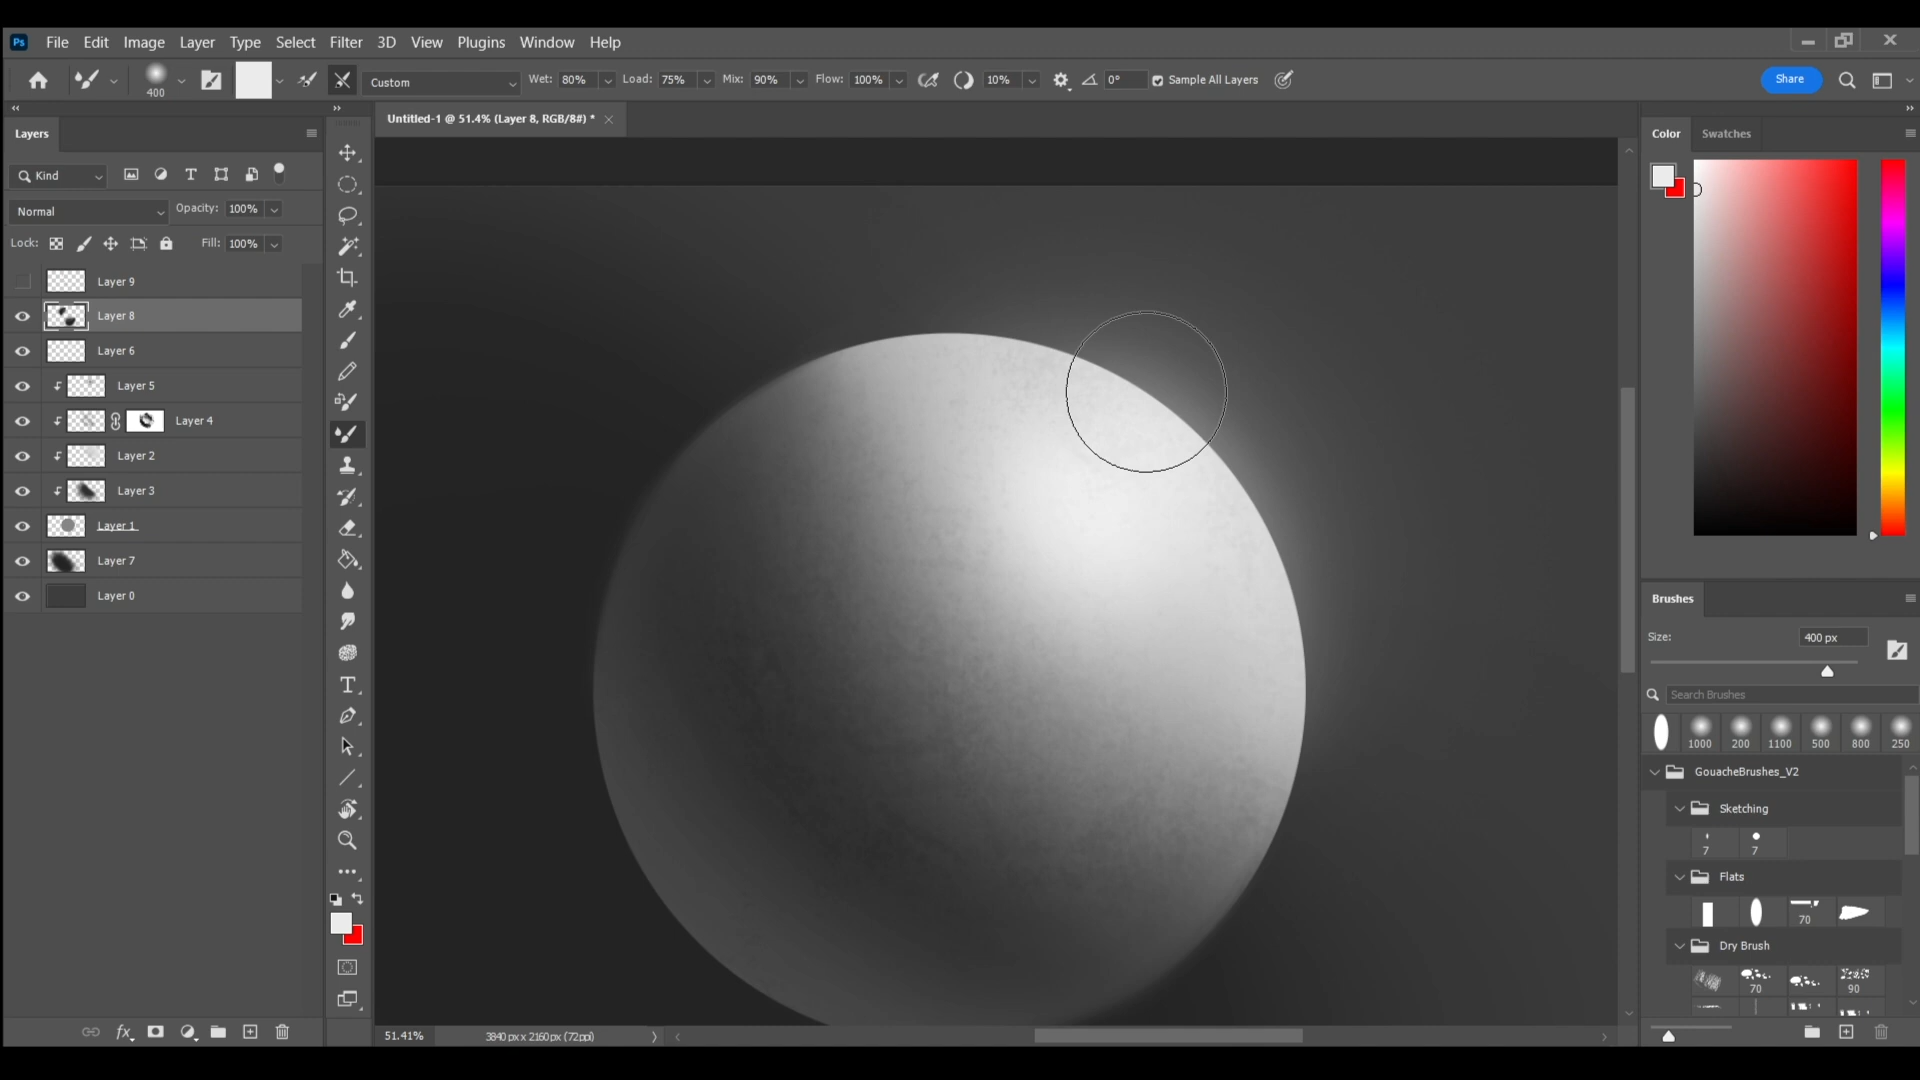 Ps File Edit Image Layer Type Select Filter 3D View Plugins Window Help
400 Custom Wet: 80% Load: 75% Mix: 90% Flow: 100% 10% 0° Sample All Layers Share
Layers
Untitled-1 @ 51.4% (Layer 8, RGB/8#) *
Color Swatches
Kind
Normal Opacity: 100%
Lock: Fill: 100%
Layer 9
Layer 8
Layer 6
Layer 5
Layer 4
Layer 2
Layer 3
Layer 1
Layer 7
Layer 0
Brushes
Size: 400 px
Search Brushes
1000 200 1100 500 800 250
GouacheBrushes_V2
Sketching
7 7
Flats
70
Dry Brush
70 90
51.41% 3840 px x 2160 px (72 ppi)